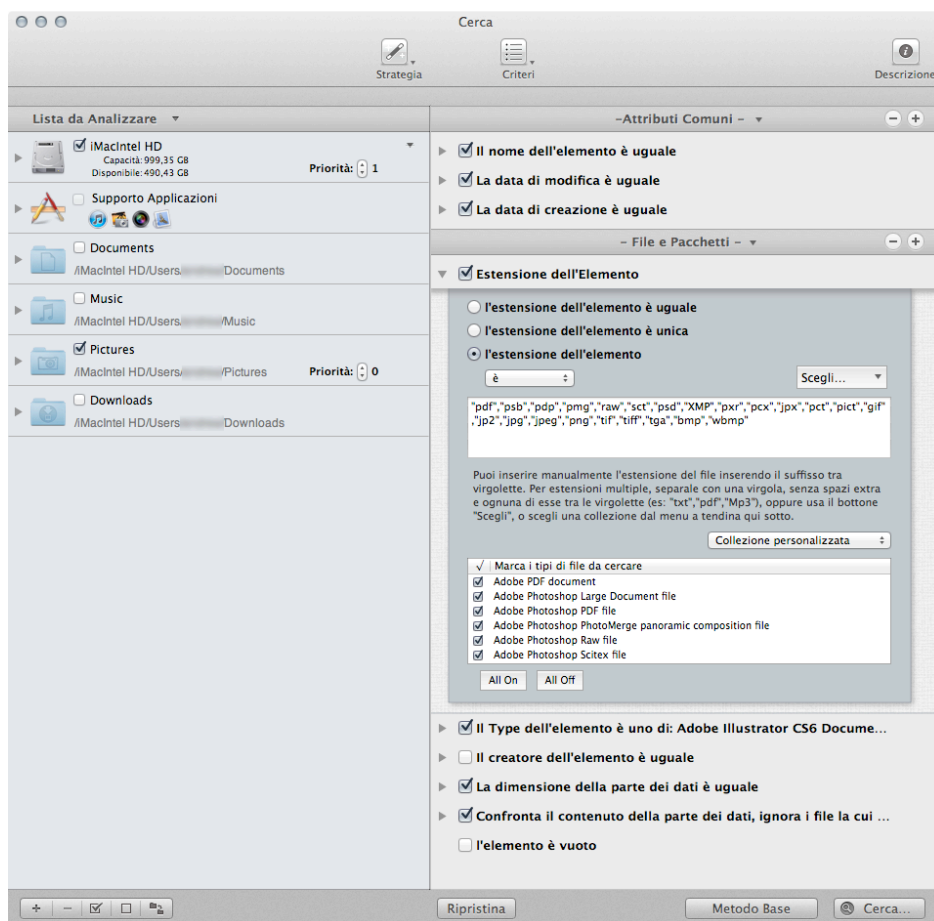 Cerca
Strategia
Criteri
Descrizione
Lista da Analizzare
iMacIntel HD
Capacità: 999,35 GB
Disponibile: 490,43 GB
Priorità: 1
Supporto Applicazioni
Documents
/iMacIntel HD/Users/ /Documents
Music
/iMacIntel HD/Users/ /Music
Pictures
/iMacIntel HD/Users/ /Pictures
Priorità: 0
Downloads
/iMacIntel HD/Users /Downloads
-Attributi Comuni -
Il nome dell'elemento è uguale
La data di modifica è uguale
La data di creazione è uguale
- File e Pacchetti -
Estensione dell'Elemento
l'estensione dell'elemento è uguale
l'estensione dell'elemento è unica
l'estensione dell'elemento
è
Scegli...
"pdf","psb","pdp","pmg","raw","sct","psd","XMP","pxr","pcx","jpx","pct","pict","gif"
,"jp2","jpg","jpeg","png","tif","tiff","tga","bmp","wbmp"
Puoi inserire manualmente l'estensione del file inserendo il suffisso tra
virgolette. Per estensioni multiple, separale con una virgola, senza spazi extra
e ognuna di esse tra le virgolette (es: "txt","pdf","Mp3"), oppure usa il bottone
"Scegli", o scegli una collezione dal menu a tendina qui sotto.
Collezione personalizzata
√ Marca i tipi di file da cercare
Adobe PDF document
Adobe Photoshop Large Document file
Adobe Photoshop PDF file
Adobe Photoshop PhotoMerge panoramic composition file
Adobe Photoshop Raw file
Adobe Photoshop Scitex file
All On
All Off
Il Type dell'elemento è uno di: Adobe Illustrator CS6 Docume...
Il creatore dell'elemento è uguale
La dimensione della parte dei dati è uguale
Confronta il contenuto della parte dei dati, ignora i file la cui ...
l'elemento è vuoto
Ripristina
Metodo Base
Cerca...